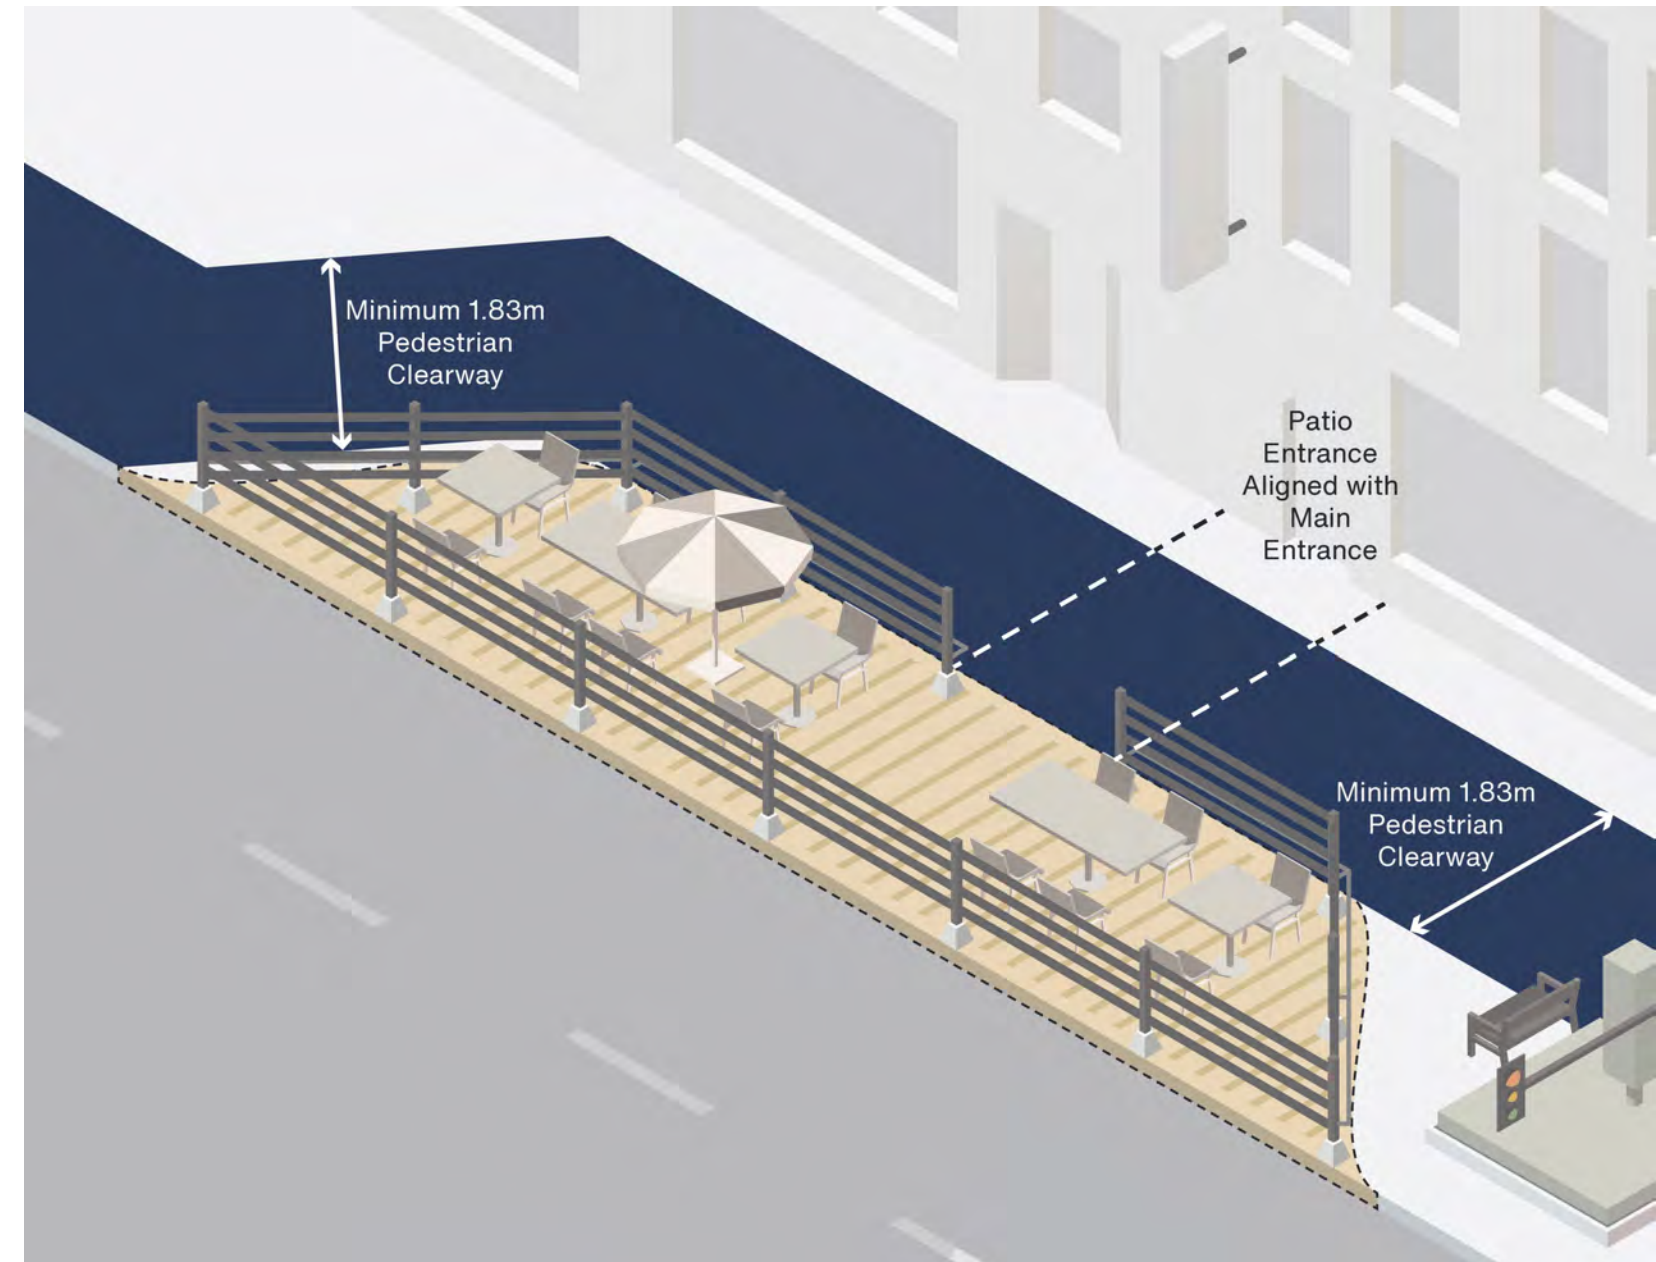 Minimum 1.83m
Pedestrian
Clearway
Patio
Entrance
Aligned with
Main
Entrance
Minimum 1.83m
Pedestrian
Clearway